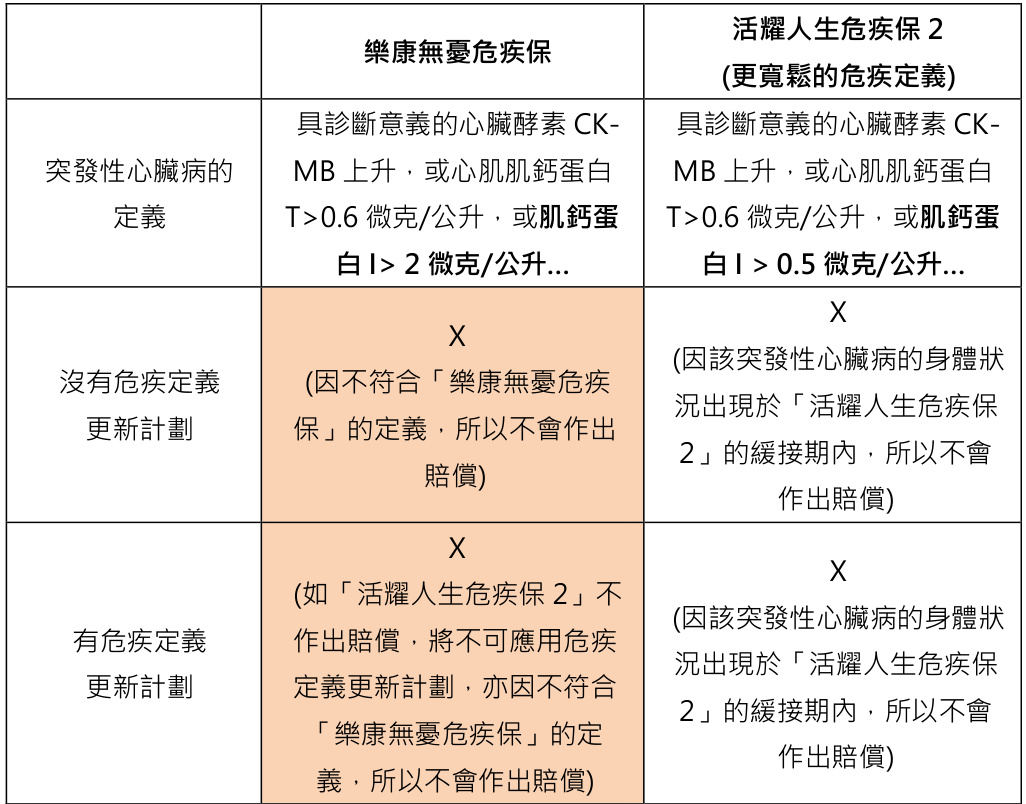 樂康無憂危疾保
活耀人生危疾保 2
(更寬鬆的危疾定義)
突發性心臟病的
定義
具診斷意義的心臟酵素 CK-
MB 上升，或心肌肌鈣蛋白
T>0.6 微克/公升，或肌鈣蛋
白 I> 2 微克/公升...
具診斷意義的心臟酵素 CK-
MB 上升，或心肌肌鈣蛋白
T>0.6 微克/公升，或肌鈣蛋
白 I > 0.5 微克/公升...
沒有危疾定義
更新計劃
X
(因不符合「樂康無憂危疾
保」的定義，所以不會作出
賠償)
X
(因該突發性心臟病的身體狀
況出現於「活耀人生危疾保
2」的緩接期內，所以不會
作出賠償)
有危疾定義
更新計劃
X
(如「活耀人生危疾保 2」不
作出賠償，將不可應用危疾
定義更新計劃，亦因不符合
「樂康無憂危疾保」的定
義，所以不會作出賠償)
X
(因該突發性心臟病的身體狀
況出現於「活耀人生危疾保
2」的緩接期內，所以不會
作出賠償)